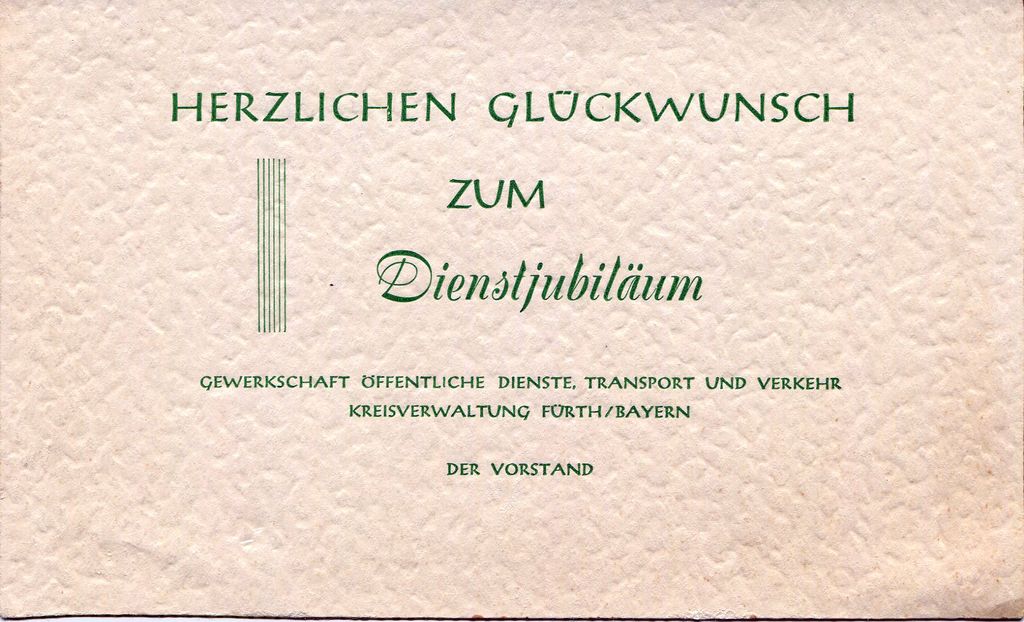 HERZLICHEN GLÜCKWUNSCH
ZUM
Dienstjubiläum
GEWERKSCHAFT ÖFFENTLICHE DIENSTE, TRANSPORT UND VERKEHR
KREISVERWALTUNG FÜRTH/BAYERN
DER VORSTAND